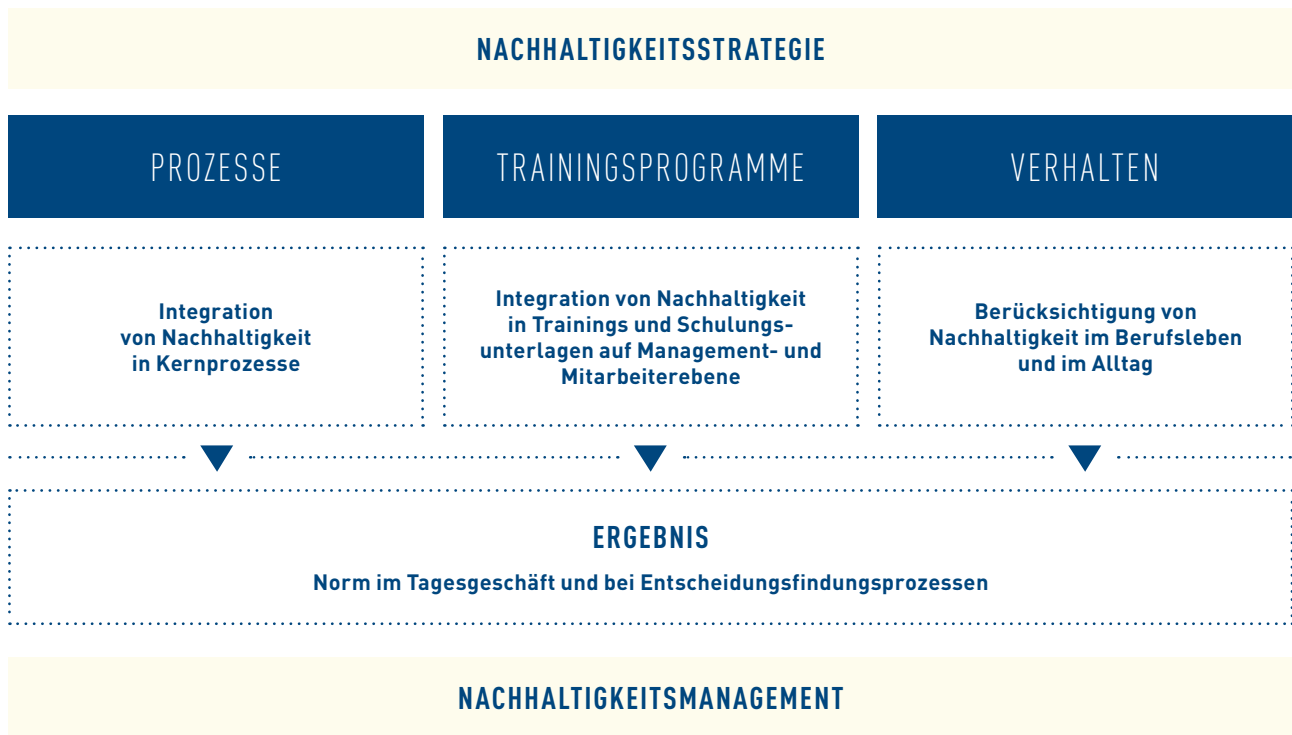 NACHHALTIGKEITSSTRATEGIE
PROZESSE
TRAININGSPROGRAMME
VERHALTEN
Integration
von Nachhaltigkeit
in Kernprozesse
Integration von Nachhaltigkeit
in Trainings und Schulungs-
unterlagen auf Management- und
Mitarbeiterebene
Berücksichtigung von
Nachhaltigkeit im Berufsleben
und im Alltag
ERGEBNIS
Norm im Tagesgeschäft und bei Entscheidungsfindungsprozessen
NACHHALTIGKEITSMANAGEMENT